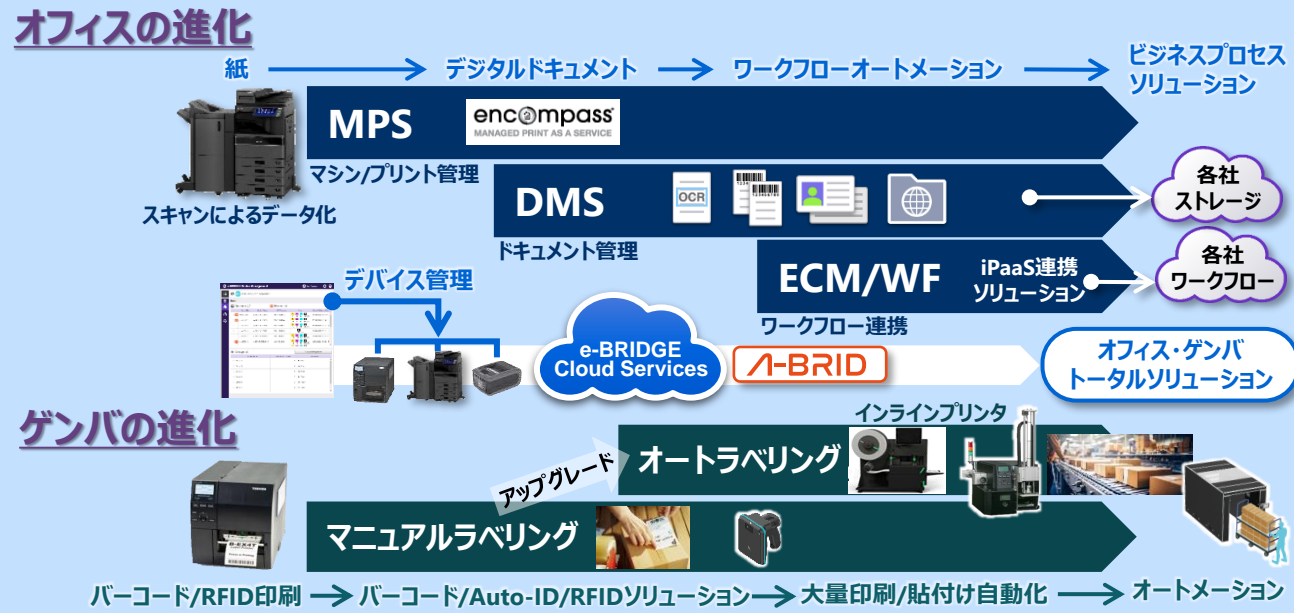 オフィスの進化
紙
デジタルドキュメント
ワークフローオートメーション
ビジネスプロセス
ソリューション
MPS
encompass
MANAGED PRINT AS A SERVICE
マシン/プリント管理
スキャンによるデータ化
DMS
OCR
ドキュメント管理
各社
ストレージ
ECM/WF
iPaaS連携
ソリューション
各社
ワークフロー
ワークフロー連携
デバイス管理
e-BRIDGE
Cloud Services
Λ-BRID
オフィス・ゲンバ
トータルソリューション
ゲンバの進化
インラインプリンタ
アップグレード
オートラベリング
TOSHIBA
B-EX4T
マニュアルラベリング
バーコード/RFID印刷
バーコード/Auto-ID/RFIDソリューション
大量印刷/貼付け自動化
オートメーション